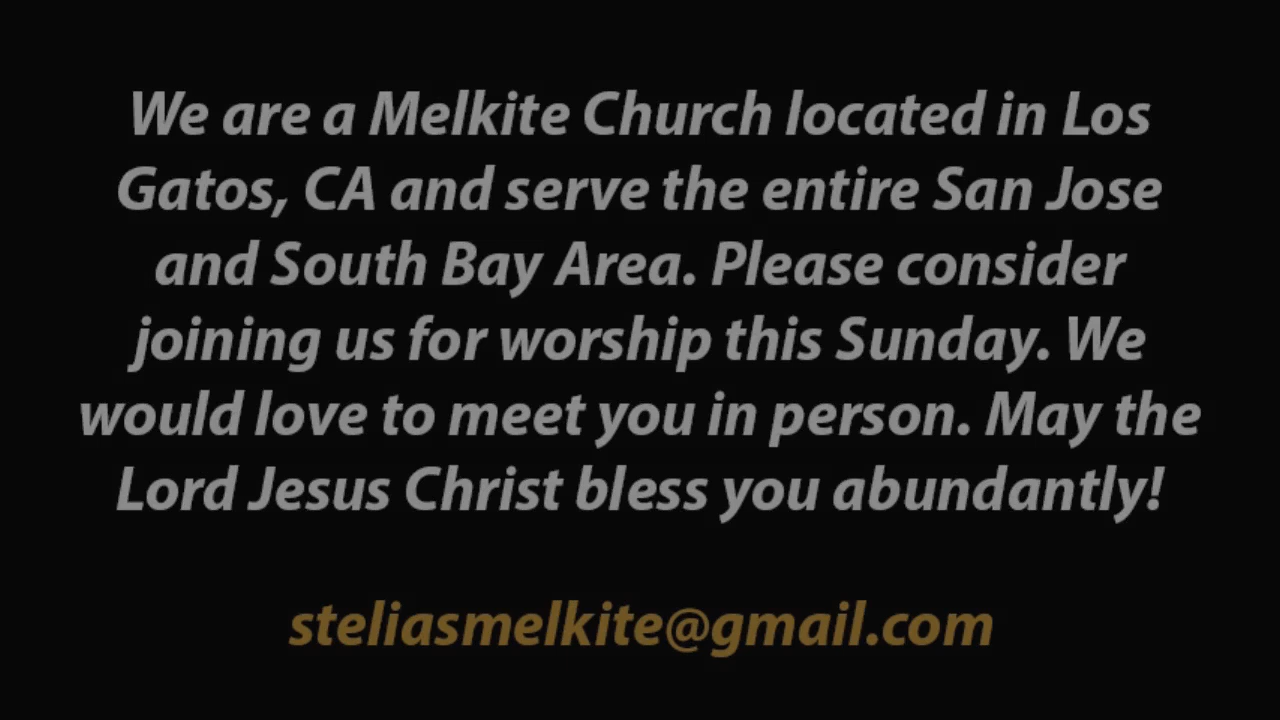 We are a Melkite Church located in Los
Gatos, CA and serve the entire San Jose
and South Bay Area. Please consider
joining us for worship this Sunday. We
would love to meet you in person. May the
Lord Jesus Christ bless you abundantly!
steliasmelkite@gmail.com